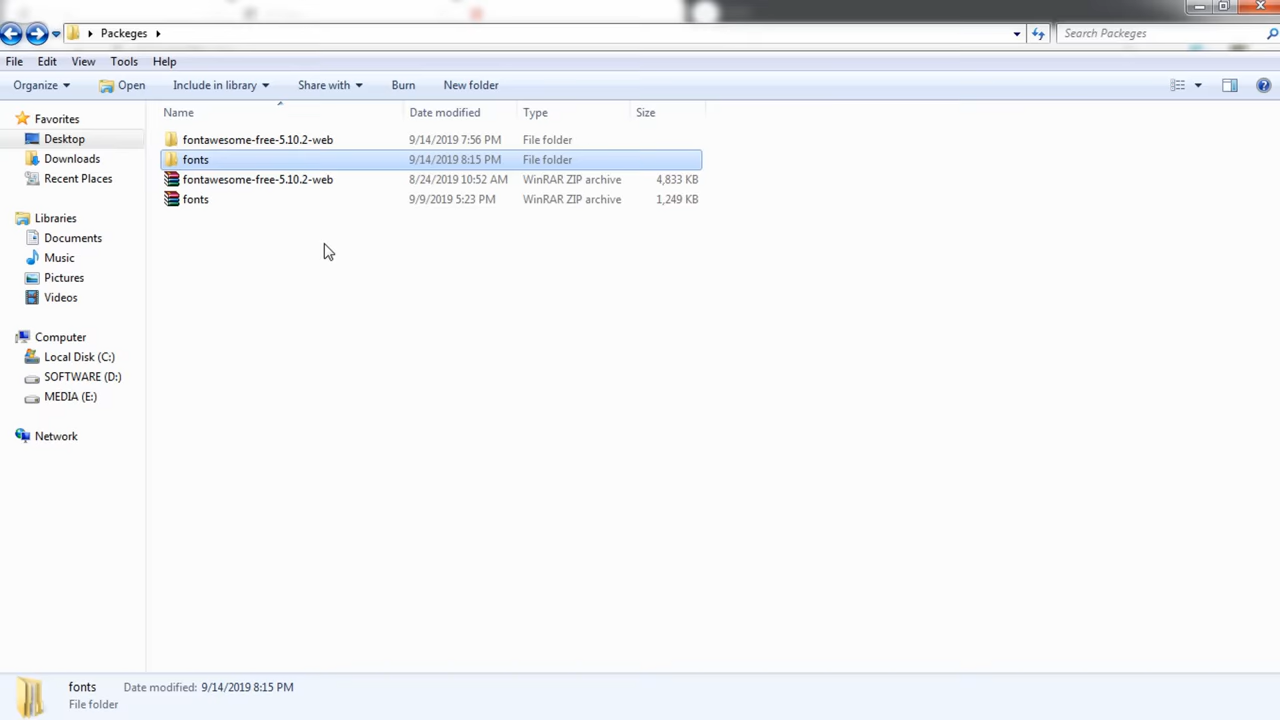 Packeges
Search Packeges
File Edit View Tools Help
Organize Open Include in library Share with Burn New folder
Name Date modified Type Size
Favorites
Desktop
Downloads
Recent Places
Libraries
Documents
Music
Pictures
Videos
Computer
Local Disk (C:)
SOFTWARE (D:)
MEDIA (E:)
Network
fontawesome-free-5.10.2-web 9/14/2019 7:56 PM File folder
fonts 9/14/2019 8:15 PM File folder
fontawesome-free-5.10.2-web 8/24/2019 10:52 AM WinRAR ZIP archive 4,833 KB
fonts 9/9/2019 5:23 PM WinRAR ZIP archive 1,249 KB
fonts Date modified: 9/14/2019 8:15 PM
File folder